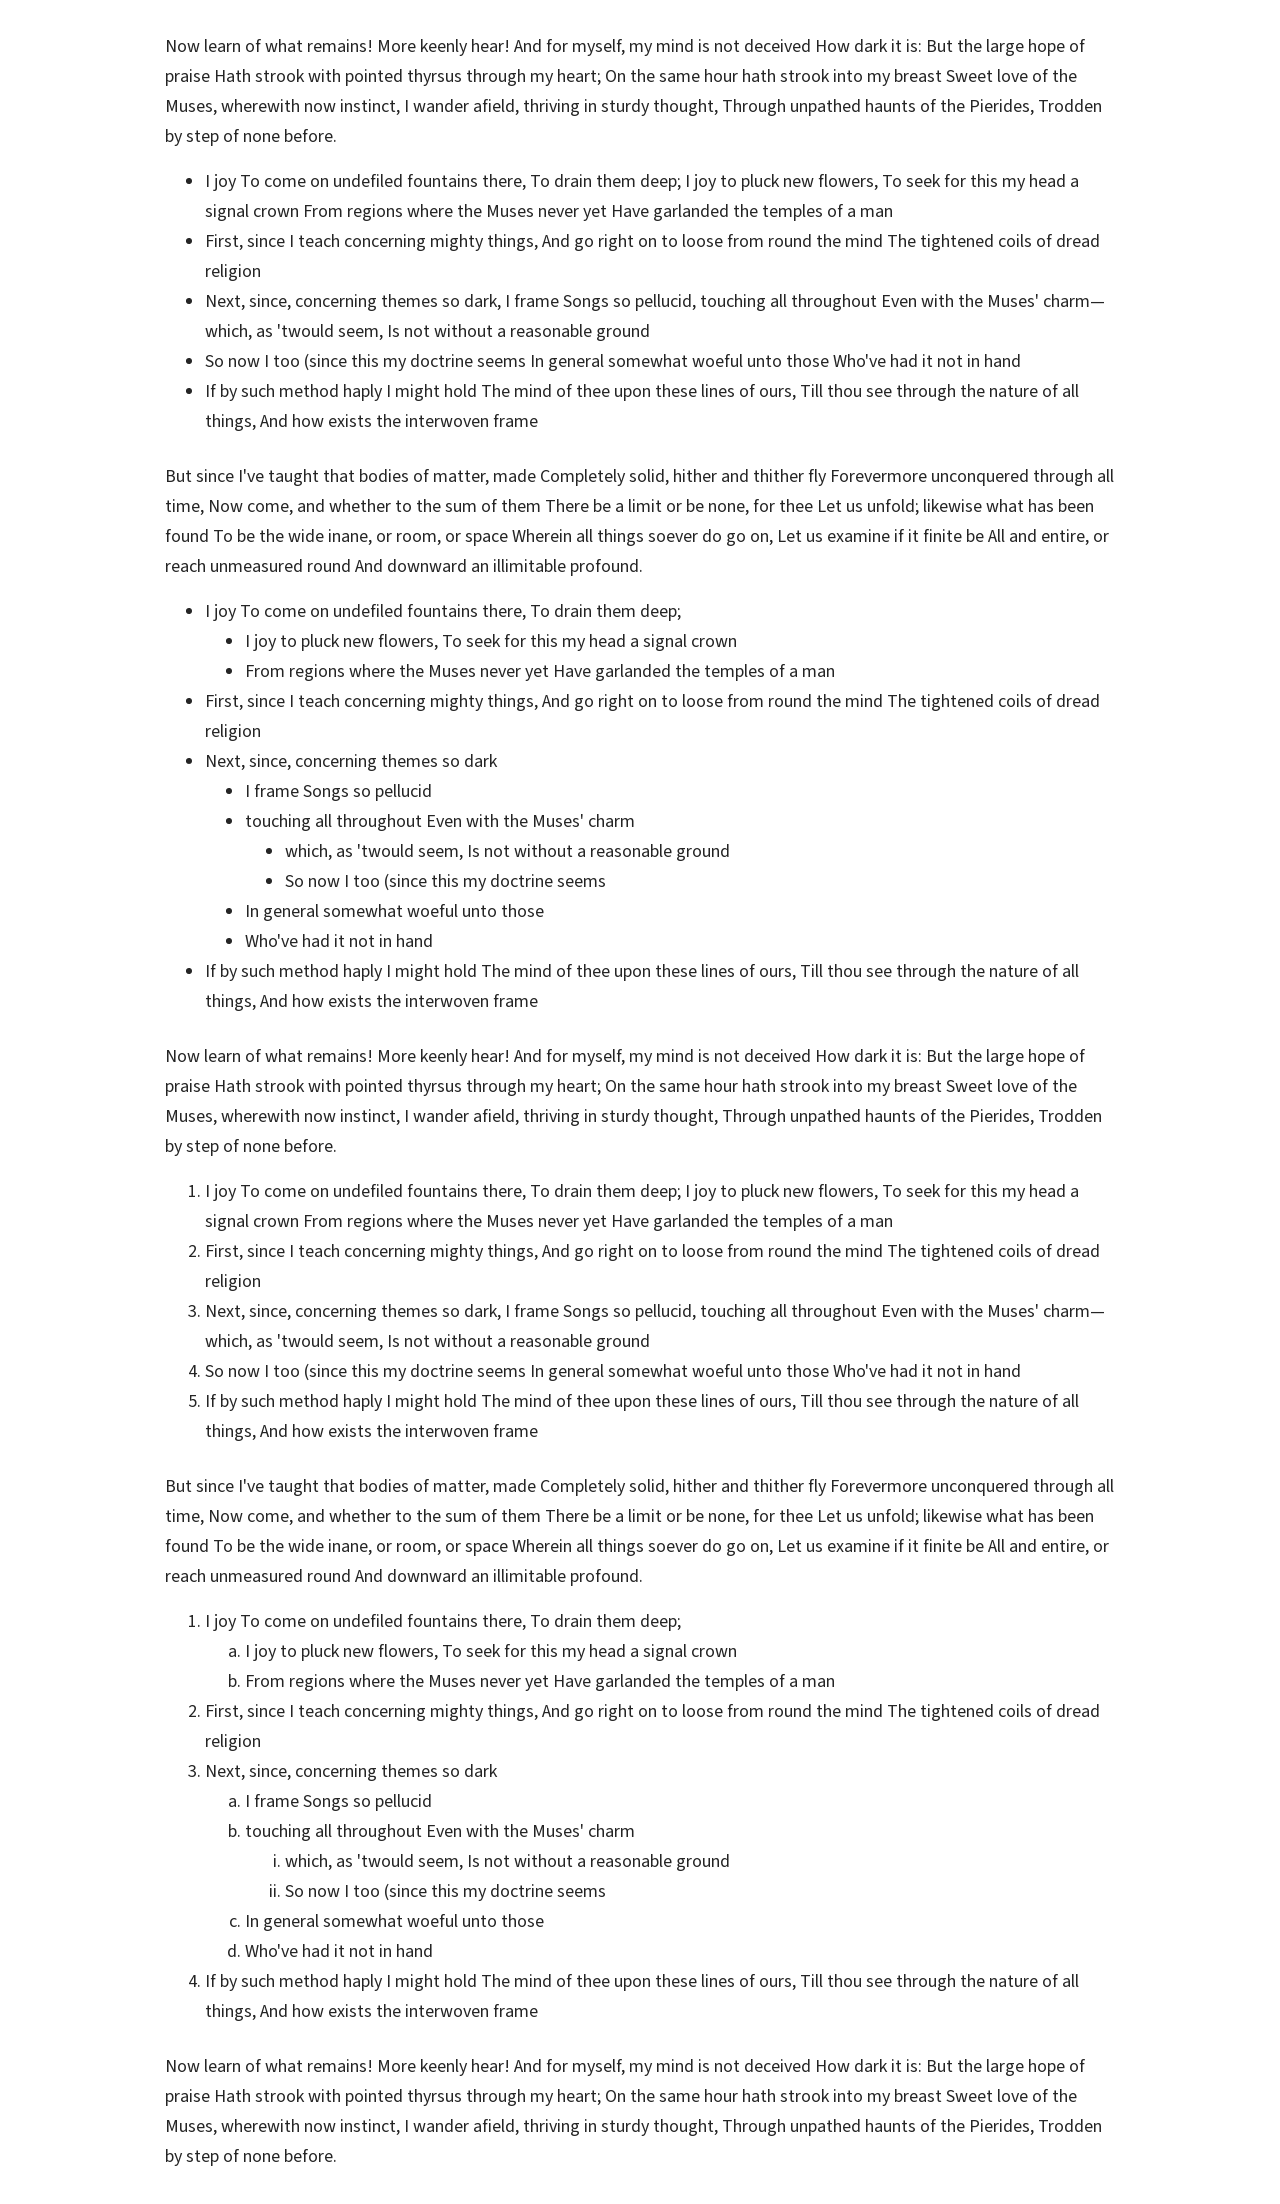 Now learn of what remains! More keenly hear! And for myself, my mind is not deceived How dark it is: But the large hope of
praise Hath strook with pointed thyrsus through my heart; On the same hour hath strook into my breast Sweet love of the
Muses, wherewith now instinct, I wander afield, thriving in sturdy thought, Through unpathed haunts of the Pierides, Trodden
by step of none before.
• I joy To come on undefiled fountains there, To drain them deep; I joy to pluck new flowers, To seek for this my head a
signal crown From regions where the Muses never yet Have garlanded the temples of a man
• First, since I teach concerning mighty things, And go right on to loose from round the mind The tightened coils of dread
religion
• Next, since, concerning themes so dark, I frame Songs so pellucid, touching all throughout Even with the Muses' charm—
which, as 'twould seem, Is not without a reasonable ground
• So now I too (since this my doctrine seems In general somewhat woeful unto those Who've had it not in hand
• If by such method haply I might hold The mind of thee upon these lines of ours, Till thou see through the nature of all
things, And how exists the interwoven frame
But since I've taught that bodies of matter, made Completely solid, hither and thither fly Forevermore unconquered through all
time, Now come, and whether to the sum of them There be a limit or be none, for thee Let us unfold; likewise what has been
found To be the wide inane, or room, or space Wherein all things soever do go on, Let us examine if it finite be All and entire, or
reach unmeasured round And downward an illimitable profound.
• I joy To come on undefiled fountains there, To drain them deep;
• I joy to pluck new flowers, To seek for this my head a signal crown
• From regions where the Muses never yet Have garlanded the temples of a man
• First, since I teach concerning mighty things, And go right on to loose from round the mind The tightened coils of dread
religion
• Next, since, concerning themes so dark
• I frame Songs so pellucid
• touching all throughout Even with the Muses' charm
• which, as 'twould seem, Is not without a reasonable ground
• So now I too (since this my doctrine seems
• In general somewhat woeful unto those
• Who've had it not in hand
• If by such method haply I might hold The mind of thee upon these lines of ours, Till thou see through the nature of all
things, And how exists the interwoven frame
Now learn of what remains! More keenly hear! And for myself, my mind is not deceived How dark it is: But the large hope of
praise Hath strook with pointed thyrsus through my heart; On the same hour hath strook into my breast Sweet love of the
Muses, wherewith now instinct, I wander afield, thriving in sturdy thought, Through unpathed haunts of the Pierides, Trodden
by step of none before.
1. I joy To come on undefiled fountains there, To drain them deep; I joy to pluck new flowers, To seek for this my head a
signal crown From regions where the Muses never yet Have garlanded the temples of a man
2. First, since I teach concerning mighty things, And go right on to loose from round the mind The tightened coils of dread
religion
3. Next, since, concerning themes so dark, I frame Songs so pellucid, touching all throughout Even with the Muses' charm—
which, as 'twould seem, Is not without a reasonable ground
4. So now I too (since this my doctrine seems In general somewhat woeful unto those Who've had it not in hand
5. If by such method haply I might hold The mind of thee upon these lines of ours, Till thou see through the nature of all
things, And how exists the interwoven frame
But since I've taught that bodies of matter, made Completely solid, hither and thither fly Forevermore unconquered through all
time, Now come, and whether to the sum of them There be a limit or be none, for thee Let us unfold; likewise what has been
found To be the wide inane, or room, or space Wherein all things soever do go on, Let us examine if it finite be All and entire, or
reach unmeasured round And downward an illimitable profound.
1. I joy To come on undefiled fountains there, To drain them deep;
a. I joy to pluck new flowers, To seek for this my head a signal crown
b. From regions where the Muses never yet Have garlanded the temples of a man
2. First, since I teach concerning mighty things, And go right on to loose from round the mind The tightened coils of dread
religion
3. Next, since, concerning themes so dark
a. I frame Songs so pellucid
b. touching all throughout Even with the Muses' charm
i. which, as 'twould seem, Is not without a reasonable ground
ii. So now I too (since this my doctrine seems
c. In general somewhat woeful unto those
d. Who've had it not in hand
4. If by such method haply I might hold The mind of thee upon these lines of ours, Till thou see through the nature of all
things, And how exists the interwoven frame
Now learn of what remains! More keenly hear! And for myself, my mind is not deceived How dark it is: But the large hope of
praise Hath strook with pointed thyrsus through my heart; On the same hour hath strook into my breast Sweet love of the
Muses, wherewith now instinct, I wander afield, thriving in sturdy thought, Through unpathed haunts of the Pierides, Trodden
by step of none before.